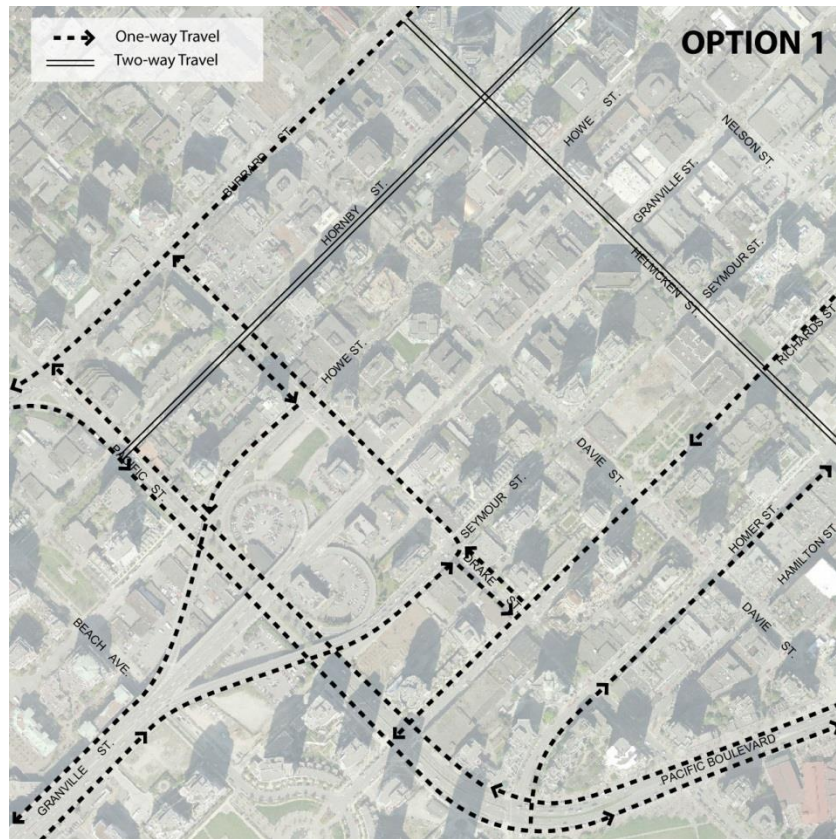 One-way Travel
Two-way Travel
OPTION 1
BURRARD ST.
HORNBY ST.
HOWE ST.
NELSON ST.
GRANVILLE ST.
HELMCKEN ST.
SEYMOUR ST.
RICHARDS ST.
HOWE ST.
PACIFIC ST.
SEYMOUR ST.
DAVIE ST.
DRAKE ST.
HOMER ST.
HAMILTON ST.
DAVIE ST.
BEACH AVE.
GRANVILLE ST.
PACIFIC BOULEVARD